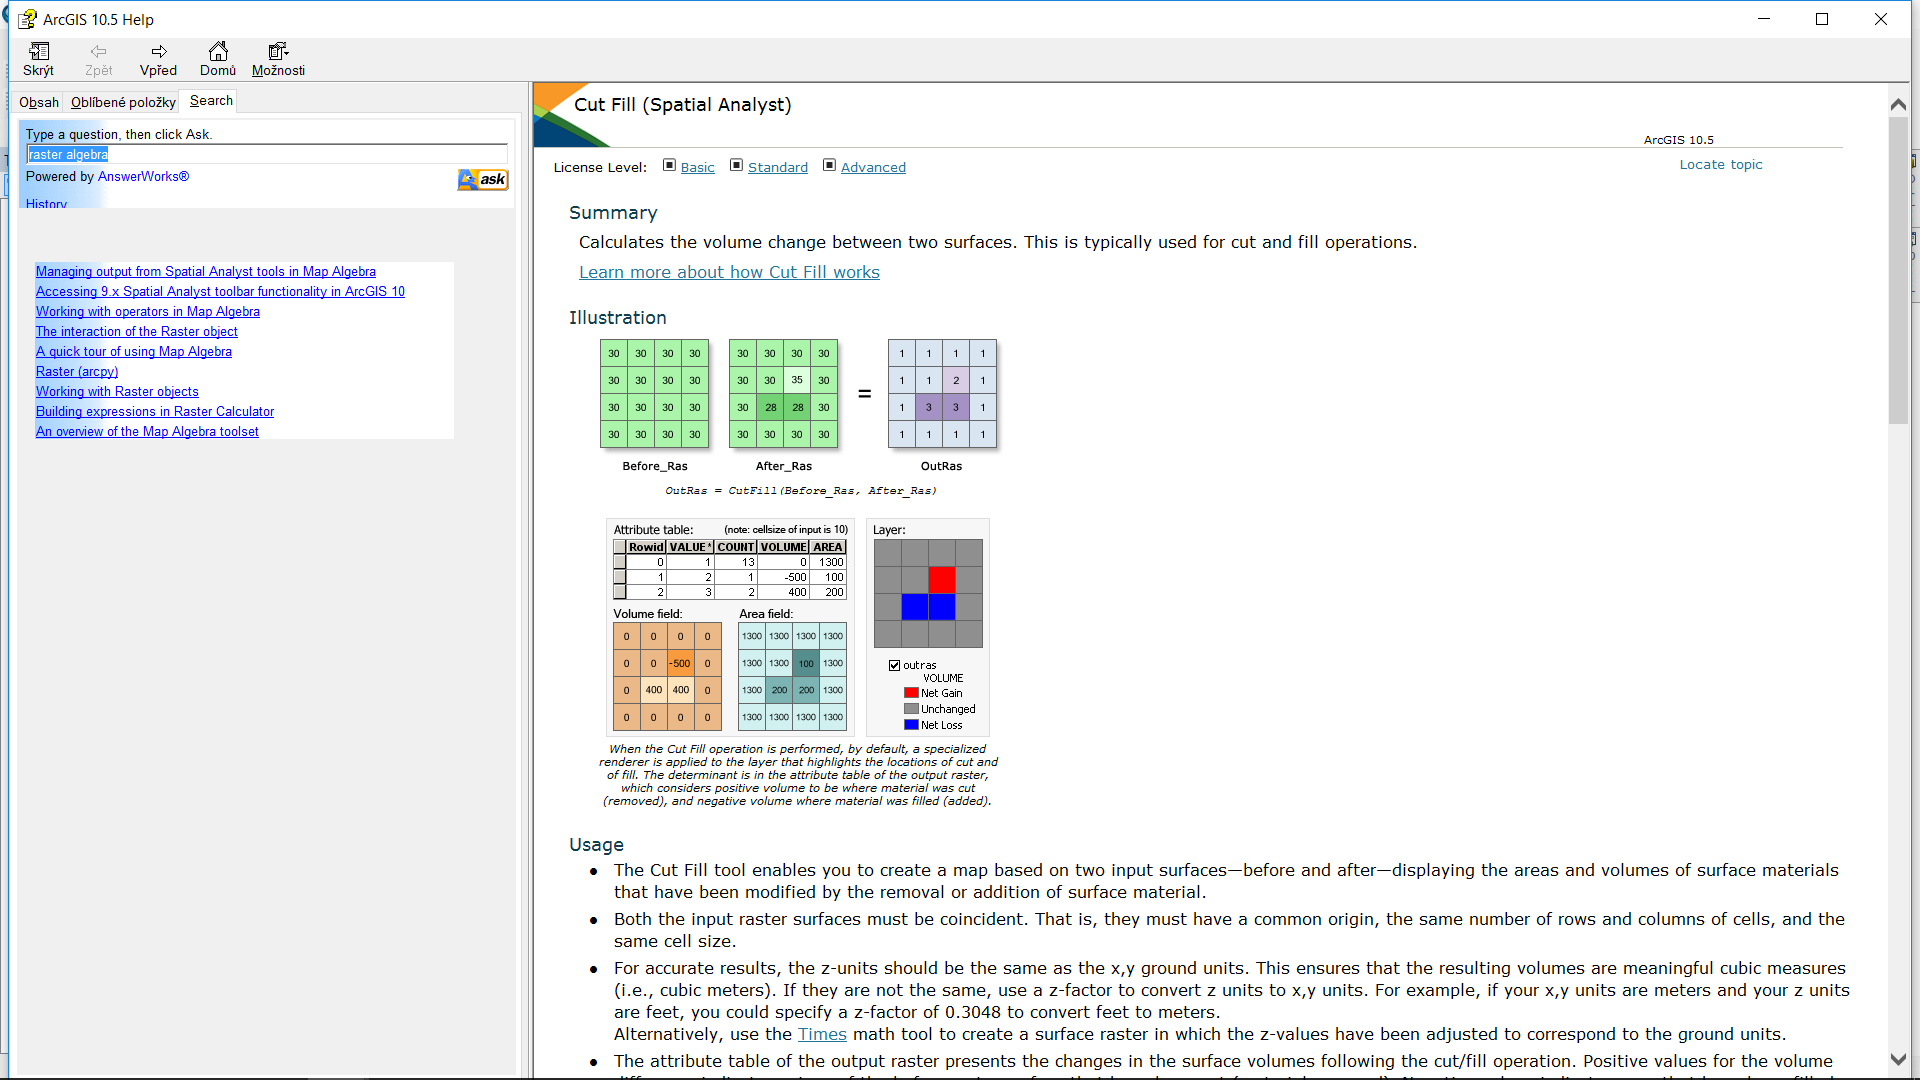 ArcGIS 10.5 Help
Skrýt Zpět Vpřed Domů Možnosti
Obsah Oblíbené položky Search
Type a question, then click Ask.
raster algebra
Powered by AnswerWorks®
ask
History
Managing output from Spatial Analyst tools in Map Algebra
Accessing 9.x Spatial Analyst toolbar functionality in ArcGIS 10
Working with operators in Map Algebra
The interaction of the Raster object
A quick tour of using Map Algebra
Raster (arcpy)
Working with Raster objects
Building expressions in Raster Calculator
An overview of the Map Algebra toolset
Cut Fill (Spatial Analyst)
ArcGIS 10.5
License Level: Basic Standard Advanced
Locate topic
Summary
Calculates the volume change between two surfaces. This is typically used for cut and fill operations.
Learn more about how Cut Fill works
Illustration
30 30 30 30 30 30 30 30 1 1 1 1
30 30 30 30 30 30 35 30 1 1 2 1
=
30 30 30 30 30 28 28 30 1 3 3 1
30 30 30 30 30 30 30 30 1 1 1 1
Before_Ras After_Ras OutRas
OutRas = CutFill(Before_Ras, After_Ras)
Attribute table: (note: cellsize of input is 10)
Rowid VALUE * COUNT VOLUME AREA
0 1 13 0 1300
1 2 1 -500 100
2 3 2 400 200
Volume field: Area field:
0 0 0 0 1300 1300 1300 1300
0 0 -500 0 1300 1300 100 1300
0 400 400 0 1300 200 200 1300
0 0 0 0 1300 1300 1300 1300
Layer:
outras
VOLUME
Net Gain
Unchanged
Net Loss
When the Cut Fill operation is performed, by default, a specialized
renderer is applied to the layer that highlights the locations of cut and
of fill. The determinant is in the attribute table of the output raster,
which considers positive volume to be where material was cut
(removed), and negative volume where material was filled (added).
Usage
● The Cut Fill tool enables you to create a map based on two input surfaces—before and after—displaying the areas and volumes of surface materials
that have been modified by the removal or addition of surface material.
● Both the input raster surfaces must be coincident. That is, they must have a common origin, the same number of rows and columns of cells, and the
same cell size.
● For accurate results, the z-units should be the same as the x,y ground units. This ensures that the resulting volumes are meaningful cubic measures
(i.e., cubic meters). If they are not the same, use a z-factor to convert z units to x,y units. For example, if your x,y units are meters and your z units
are feet, you could specify a z-factor of 0.3048 to convert feet to meters.
Alternatively, use the Times math tool to create a surface raster in which the z-values have been adjusted to correspond to the ground units.
● The attribute table of the output raster presents the changes in the surface volumes following the cut/fill operation. Positive values for the volume